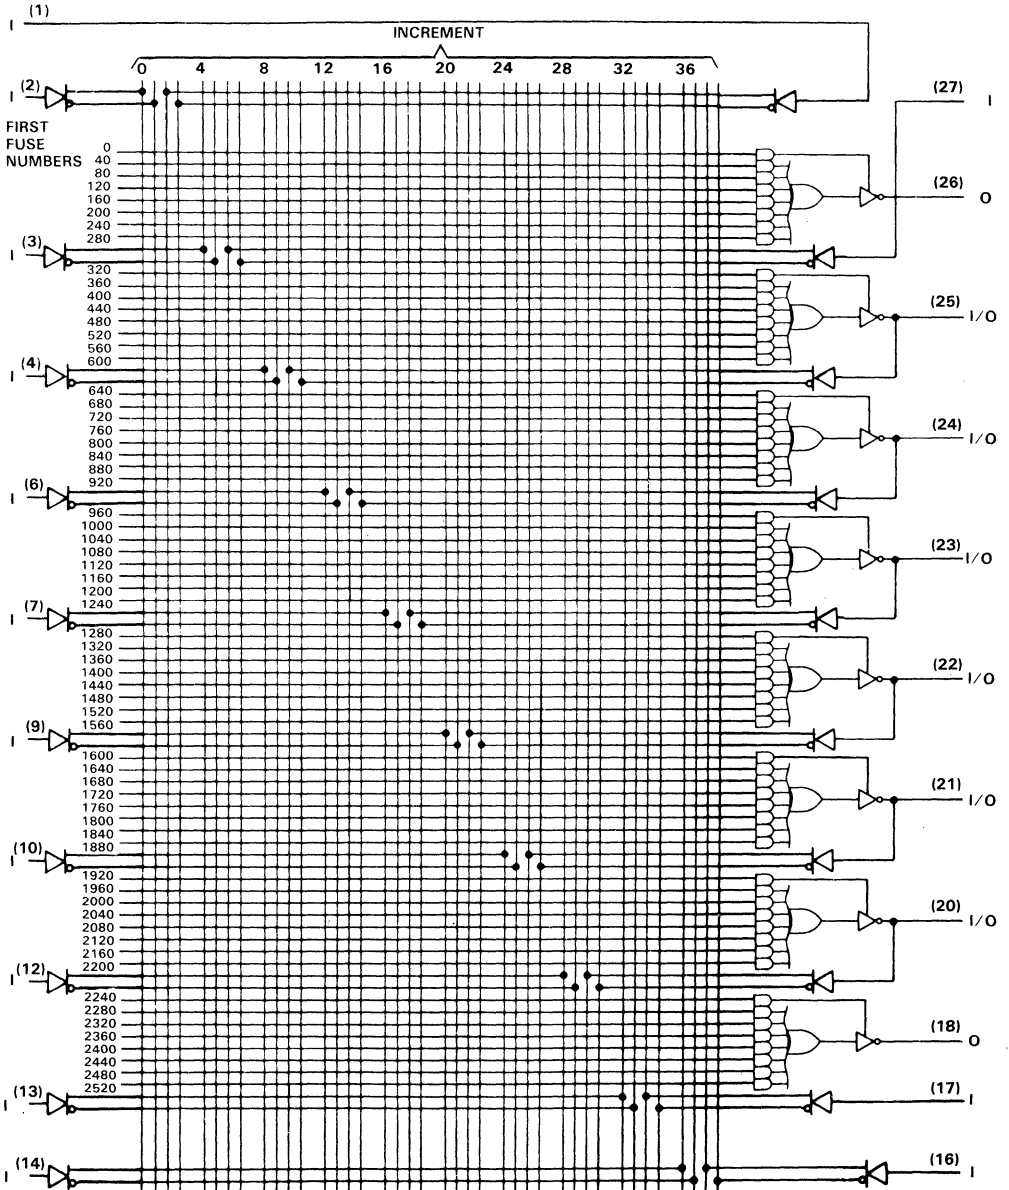 I (1)
INCREMENT
0 4 8 12 16 20 24 28 32 36
I (2)
(27) I
FIRST
FUSE
NUMBERS
0
40
80
120
160
200
240
280
(26) O
I (3)
320
360
400
440
480
520
560
600
(25) I/O
I (4)
640
680
720
760
800
840
880
920
(24) I/O
I (6)
960
1000
1040
1080
1120
1160
1200
1240
(23) I/O
I (7)
1280
1320
1360
1400
1440
1480
1520
1560
(22) I/O
I (9)
1600
1640
1680
1720
1760
1800
1840
1880
(21) I/O
I (10)
1920
1960
2000
2040
2080
2120
2160
2200
(20) I/O
I (12)
2240
2280
2320
2360
2400
2440
2480
2520
(18) O
I (13)
(17) I
I (14)
(16) I